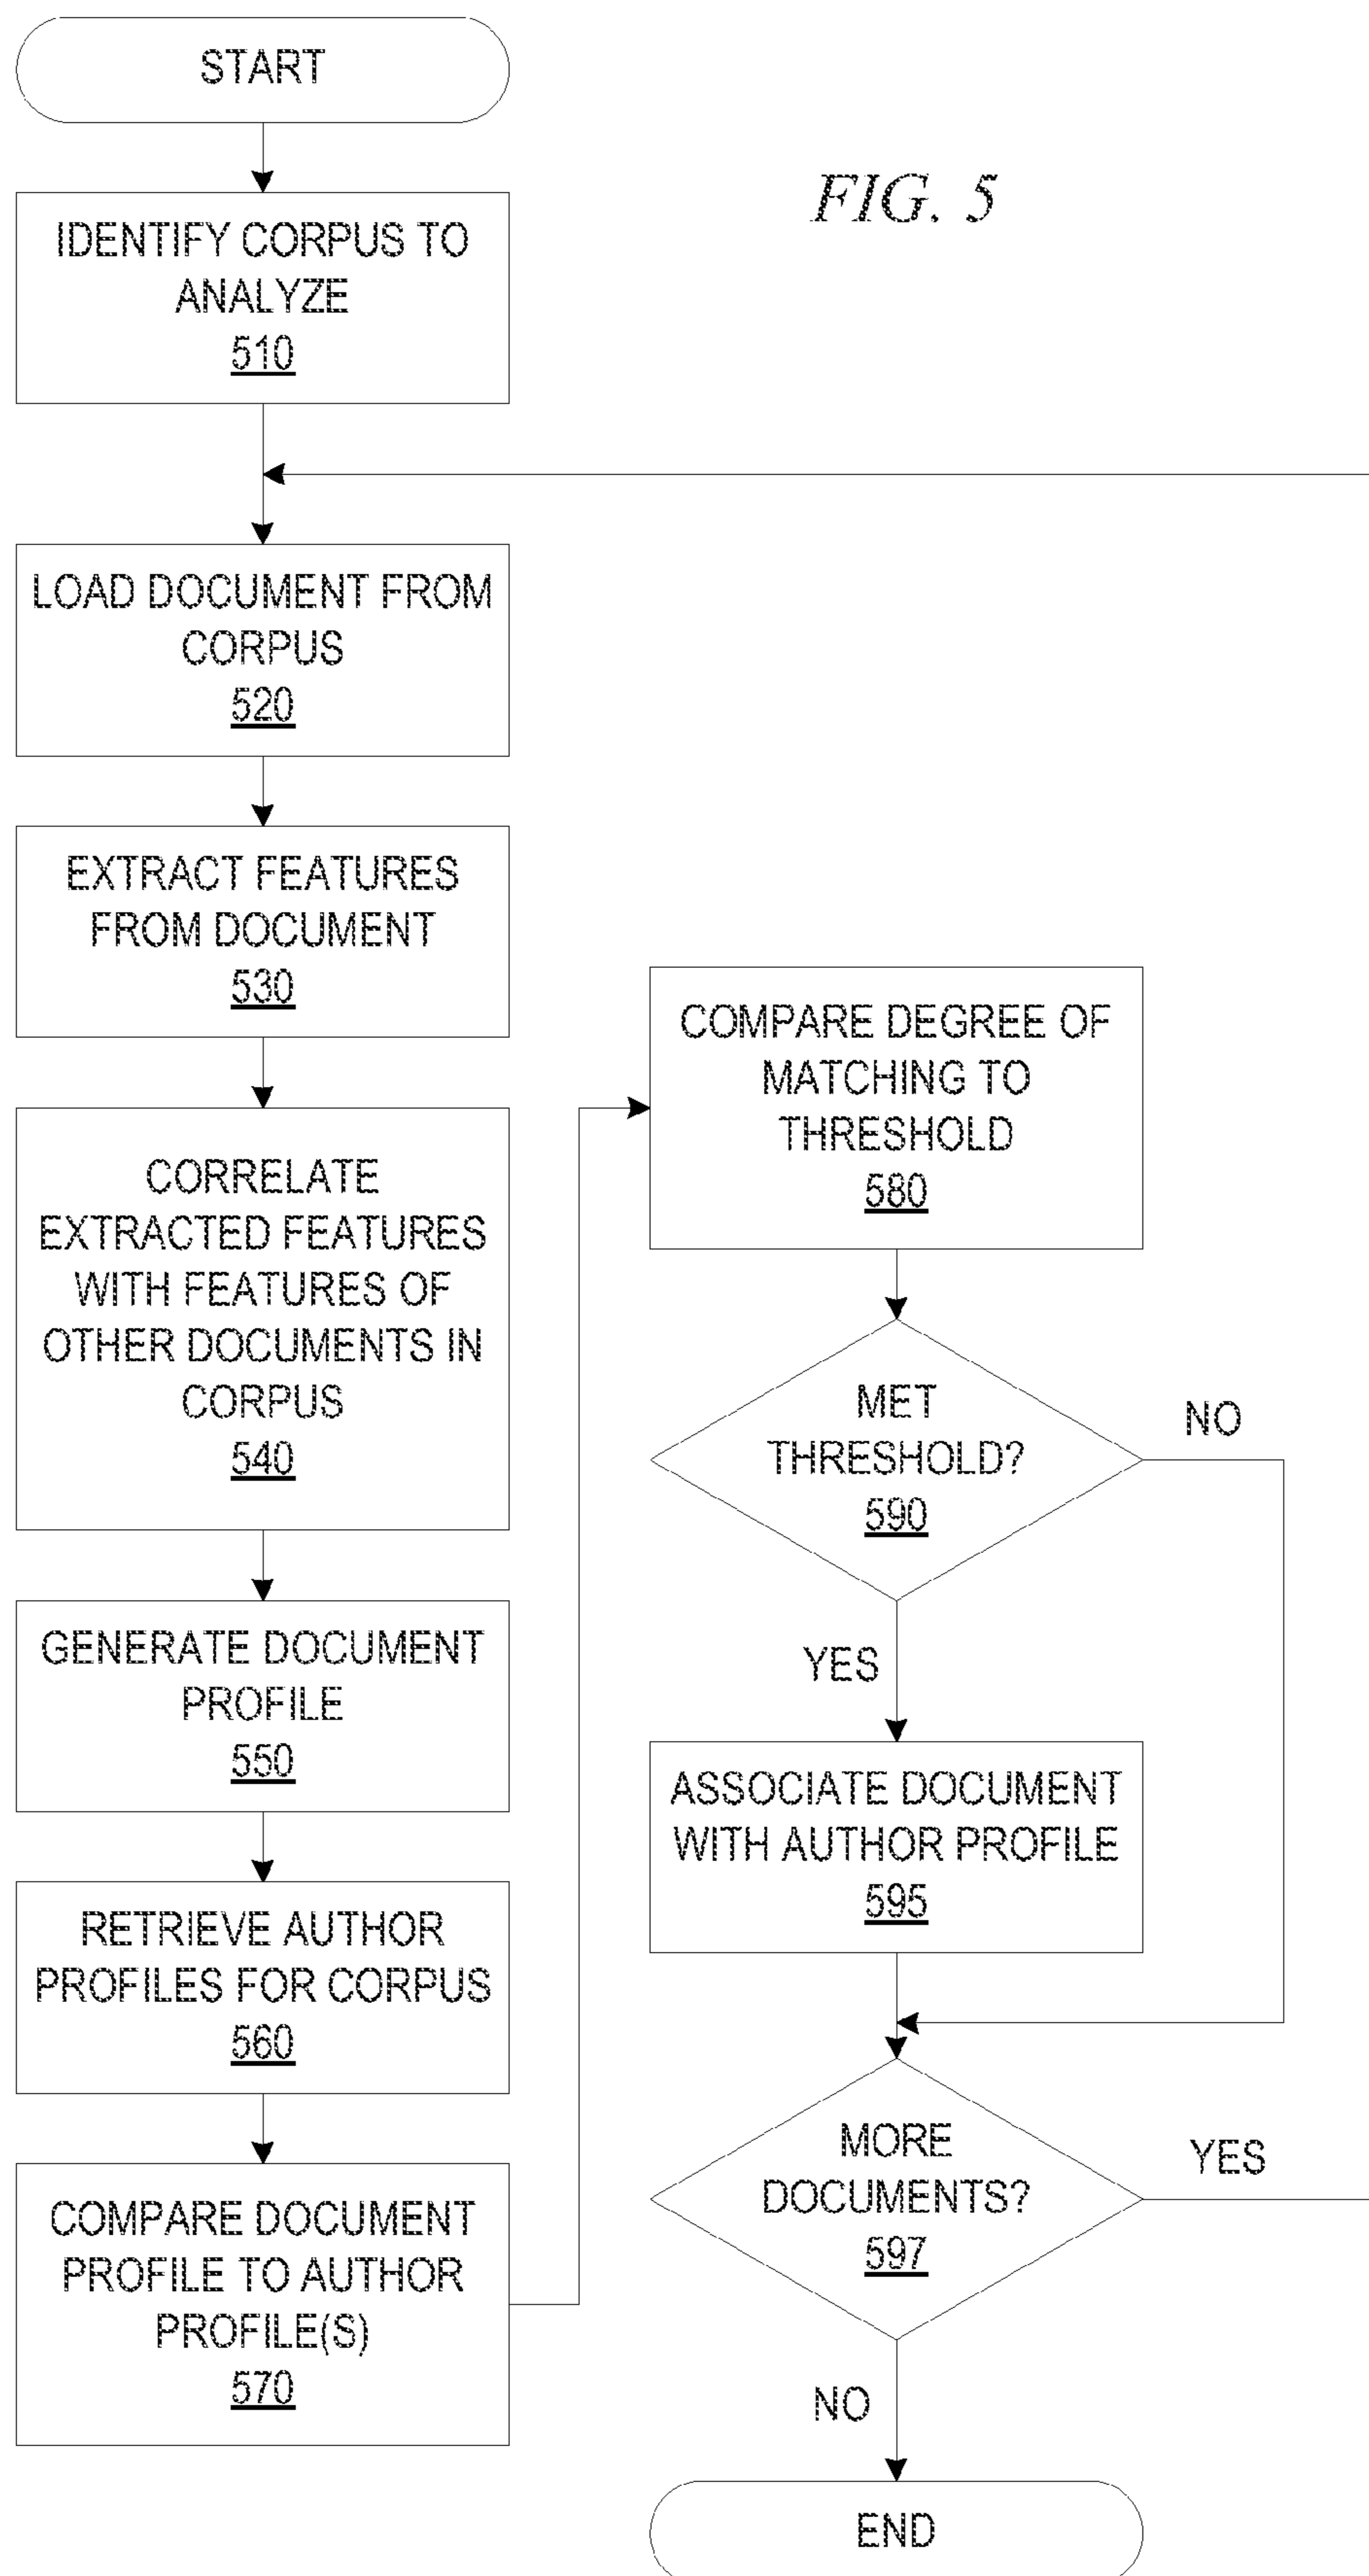 START
FIG. 5
IDENTIFY CORPUS TO
ANALYZE
510
LOAD DOCUMENT FROM
CORPUS
520
EXTRACT FEATURES
FROM DOCUMENT
530
CORRELATE
EXTRACTED FEATURES
WITH FEATURES OF
OTHER DOCUMENTS IN
CORPUS
540
GENERATE DOCUMENT
PROFILE
550
RETRIEVE AUTHOR
PROFILES FOR CORPUS
560
COMPARE DOCUMENT
PROFILE TO AUTHOR
PROFILE(S)
570
COMPARE DEGREE OF
MATCHING TO
THRESHOLD
580
MET
THRESHOLD?
590
NO
YES
ASSOCIATE DOCUMENT
WITH AUTHOR PROFILE
595
MORE
DOCUMENTS?
597
YES
NO
END